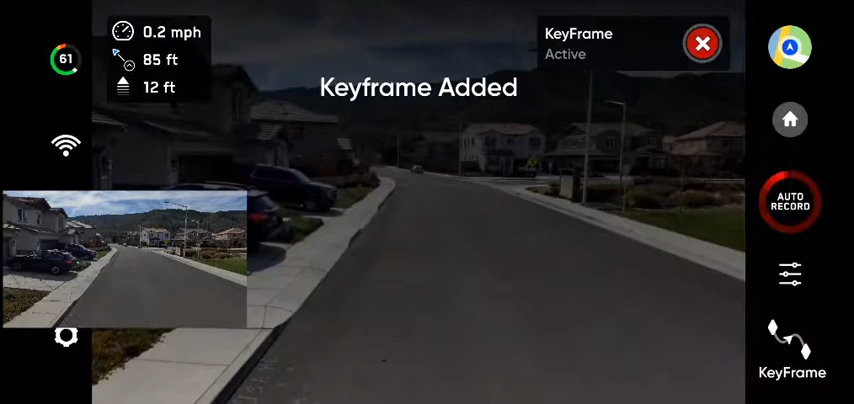 61
0.2 mph
85 ft
12 ft
KeyFrame
Active
Keyframe Added
AUTO
RECORD
KeyFrame